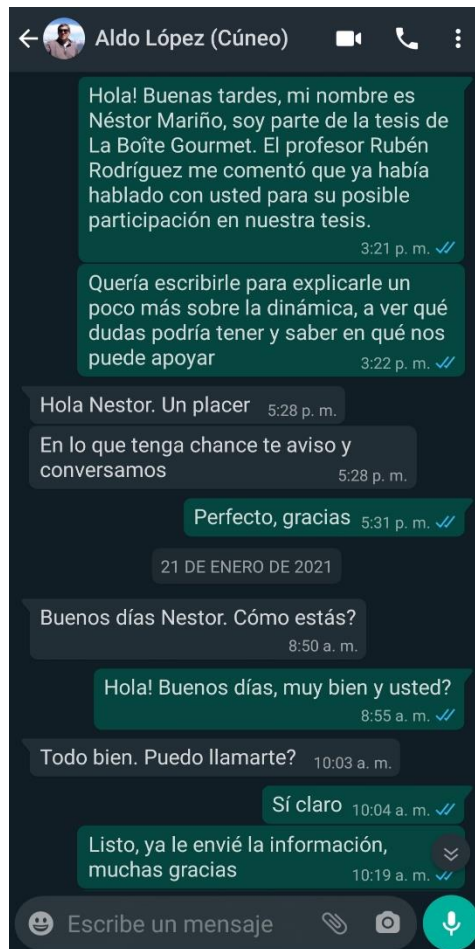 Aldo López (Cúneo)
Hola! Buenas tardes, mi nombre es
Néstor Mariño, soy parte de la tesis de
La Boîte Gourmet. El profesor Rubén
Rodríguez me comentó que ya había
hablado con usted para su posible
participación en nuestra tesis.
3:21 p. m.
Quería escribirle para explicarle un
poco más sobre la dinámica, a ver qué
dudas podría tener y saber en qué nos
puede apoyar
3:22 p. m.
Hola Nestor. Un placer 5:28 p. m.
En lo que tenga chance te aviso y
conversamos
5:28 p. m.
Perfecto, gracias 5:31 p. m.
21 DE ENERO DE 2021
Buenos días Nestor. Cómo estás?
8:50 a. m.
Hola! Buenos días, muy bien y usted?
8:55 a. m.
Todo bien. Puedo llamarte? 10:03 a. m.
Sí claro 10:04 a. m.
Listo, ya le envié la información,
muchas gracias
10:19 a. m.
Escribe un mensaje